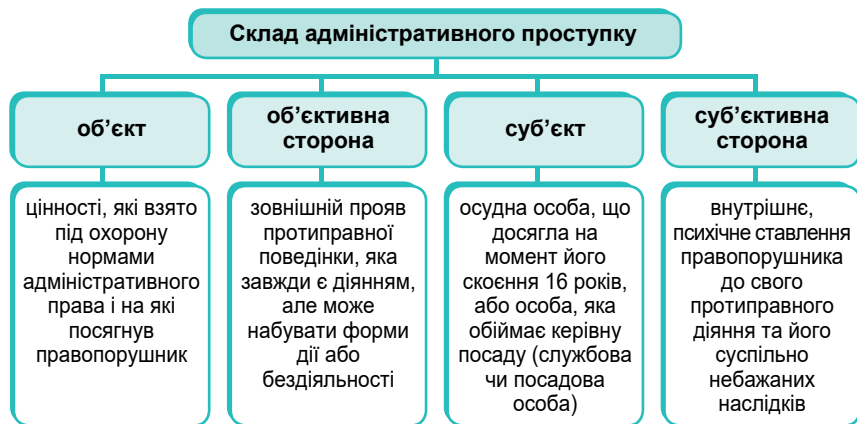 Склад адміністративного проступку
об’єкт
цінності, які взято
під охорону
нормами
адміністративного
права і на які
посягнув
правопорушник
об’єктивна
сторона
зовнішній прояв
протиправної
поведінки, яка
завжди є діянням,
але може
набувати форми
дії або
бездіяльності
суб’єкт
осудна особа, що
досягла на
момент його
скоєння 16 років,
або особа, яка
обіймає керівну
посаду (службова
чи посадова
особа)
суб’єктивна
сторона
внутрішнє,
психічне ставлення
правопорушника
до свого
протиправного
діяння та його
суспільно
небажаних
наслідків